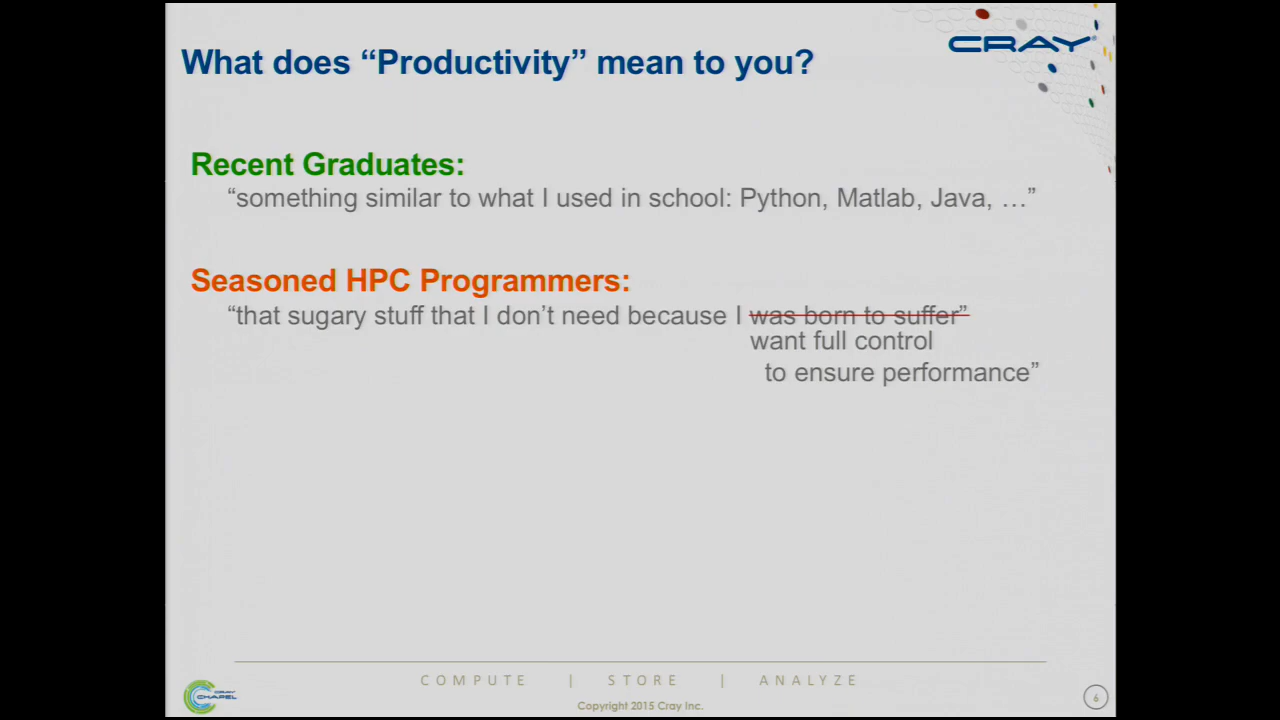 CRAY
What does “Productivity” mean to you?
Recent Graduates:
“something similar to what I used in school: Python, Matlab, Java, …”
Seasoned HPC Programmers:
“that sugary stuff that I don’t need because I was born to suffer”
want full control
to ensure performance”
COMPUTE | STORE | ANALYZE
Copyright 2015 Cray Inc.
CRAY
CHAPEL
6